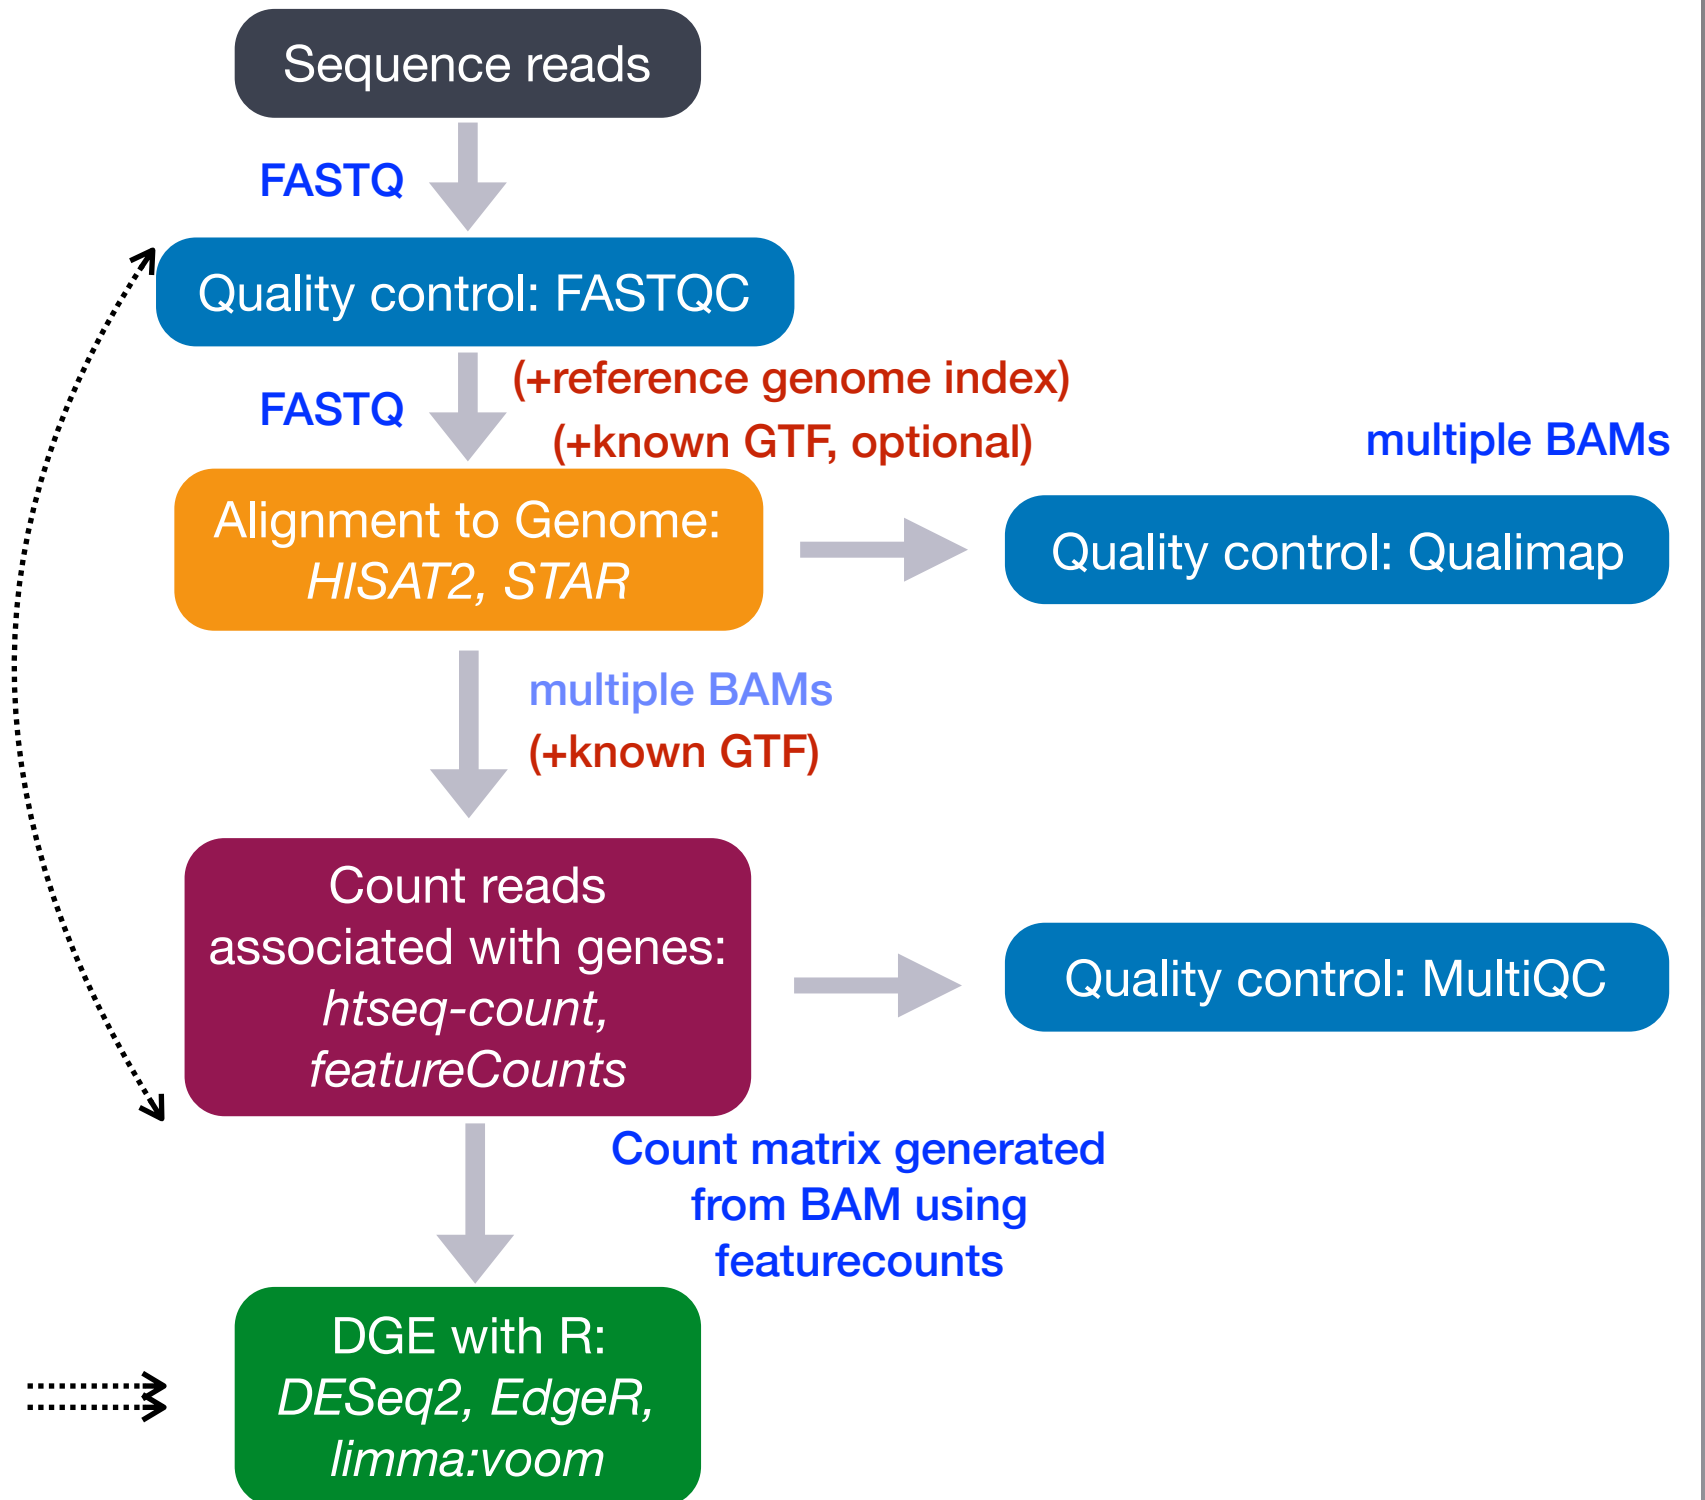 Sequence reads
FASTQ
Quality control: FASTQC
(+reference genome index)
FASTQ
(+known GTF, optional)
multiple BAMs
Alignment to Genome:
HISAT2, STAR
Quality control: Qualimap
multiple BAMs
(+known GTF)
Count reads
associated with genes:
htseq-count,
featureCounts
Quality control: MultiQC
Count matrix generated
from BAM using
featurecounts
DGE with R:
DESeq2, EdgeR,
limma:voom